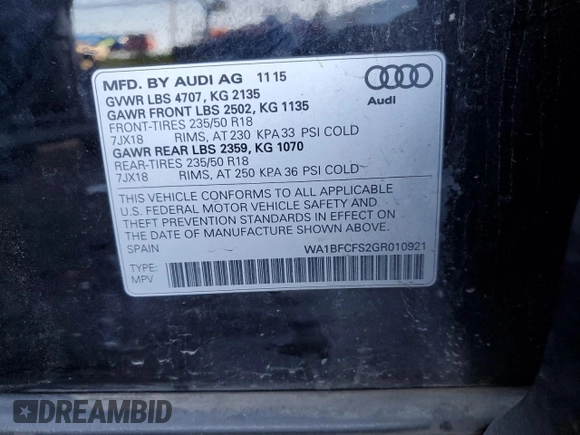 MFD. BY AUDI AG 11 15
GVWR LBS 4707, KG 2135
GAWR FRONT LBS 2502, KG 1135
FRONT-TIRES 235/50 R18
7JX18 RIMS, AT 230 KPA 33 PSI COLD
GAWR REAR LBS 2359, KG 1070
REAR-TIRES 235/50 R18
7JX18 RIMS, AT 250 KPA 36 PSI COLD
Audi
THIS VEHICLE CONFORMS TO ALL APPLICABLE
U.S. FEDERAL MOTOR VEHICLE SAFETY AND
THEFT PREVENTION STANDARDS IN EFFECT ON
THE DATE OF MANUFACTURE SHOWN ABOVE.
SPAIN WA1BFCFS2GR010921
TYPE:
MPV
DREAMBID